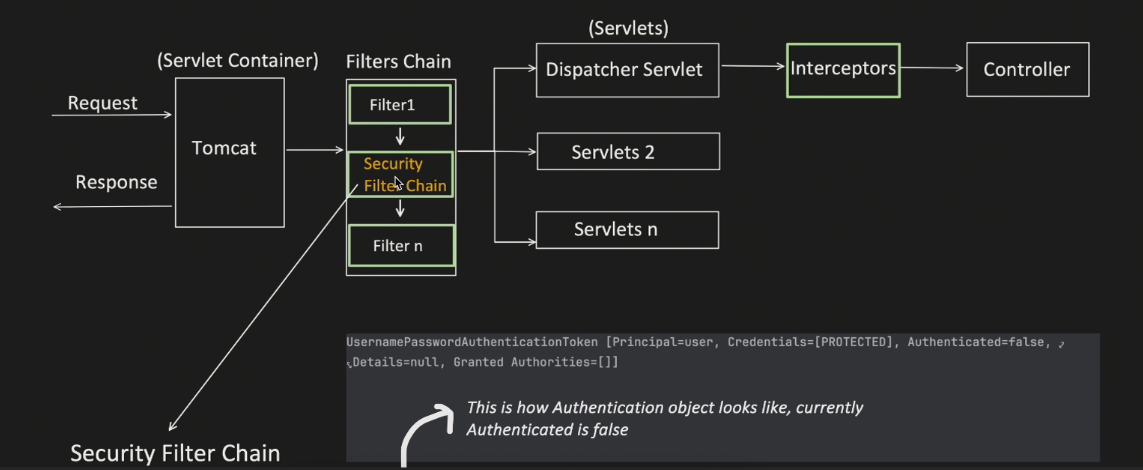 (Servlets)
(Servlet Container)
Filters Chain
Request
Response
Tomcat
Filter1
Security
Filter Chain
Filter n
Dispatcher Servlet
Interceptors
Controller
Servlets 2
Servlets n
UsernamePasswordAuthenticationToken [Principal=user, Credentials=[PROTECTED], Authenticated=false,
Details=null, Granted Authorities=[]]
This is how Authentication object looks like, currently
Authenticated is false
Security Filter Chain